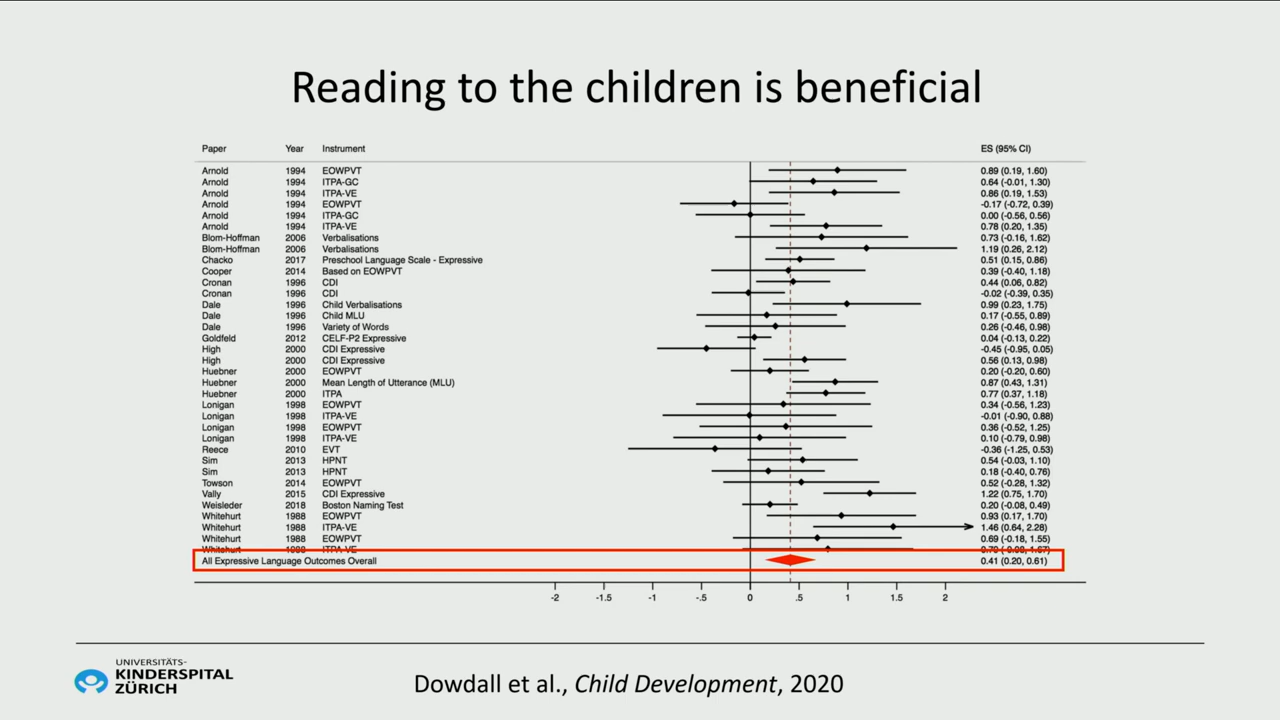 Reading to the children is beneficial
Paper Year Instrument ES (95% CI)
Arnold 1994 EOWPVT 0.89 (0.19, 1.60)
Arnold 1994 ITPA-GC 0.64 (-0.01, 1.30)
Arnold 1994 ITPA-VE 0.86 (0.19, 1.53)
Arnold 1994 EOWPVT -0.17 (-0.72, 0.39)
Arnold 1994 ITPA-GC 0.00 (-0.56, 0.56)
Arnold 1994 ITPA-VE 0.78 (0.20, 1.35)
Blom-Hoffman 2006 Verbalisations 0.73 (-0.16, 1.62)
Blom-Hoffman 2006 Verbalisations 1.19 (0.26, 2.12)
Chacko 2017 Preschool Language Scale - Expressive 0.51 (0.15, 0.86)
Cooper 2014 Based on EOWPVT 0.39 (-0.40, 1.18)
Cronan 1996 CDI 0.44 (0.06, 0.82)
Cronan 1996 CDI -0.02 (-0.39, 0.35)
Dale 1996 Child Verbalisations 0.99 (0.23, 1.75)
Dale 1996 Child MLU 0.17 (-0.55, 0.89)
Dale 1996 Variety of Words 0.26 (-0.46, 0.98)
Goldfeld 2012 CELF-P2 Expressive 0.04 (-0.13, 0.22)
High 2000 CDI Expressive -0.45 (-0.95, 0.05)
High 2000 CDI Expressive 0.56 (0.13, 0.98)
Huebner 2000 EOWPVT 0.20 (-0.20, 0.60)
Huebner 2000 Mean Length of Utterance (MLU) 0.87 (0.43, 1.31)
Huebner 2000 ITPA 0.77 (0.37, 1.18)
Lonigan 1998 EOWPVT 0.34 (-0.56, 1.23)
Lonigan 1998 ITPA-VE -0.01 (-0.90, 0.88)
Lonigan 1998 EOWPVT 0.36 (-0.52, 1.25)
Lonigan 1998 ITPA-VE 0.10 (-0.79, 0.98)
Reece 2010 EVT -0.36 (-1.25, 0.53)
Sim 2013 HPNT 0.54 (-0.03, 1.10)
Sim 2013 HPNT 0.18 (-0.40, 0.76)
Towson 2014 EOWPVT 0.52 (-0.28, 1.32)
Vally 2015 CDI Expressive 1.22 (0.75, 1.70)
Weisleder 2018 Boston Naming Test 0.20 (-0.08, 0.49)
Whitehurt 1988 EOWPVT 0.93 (0.17, 1.70)
Whitehurt 1988 ITPA-VE 1.46 (0.64, 2.28)
Whitehurt 1988 EOWPVT 0.69 (-0.18, 1.55)
Whitehurt 1988 ITPA-VE
All Expressive Language Outcomes Overall 0.41 (0.20, 0.61)
-2 -1.5 -1 -.5 0 .5 1 1.5 2
UNIVERSITÄTS-
KINDERSPITAL
ZÜRICH
Dowdall et al., Child Development, 2020